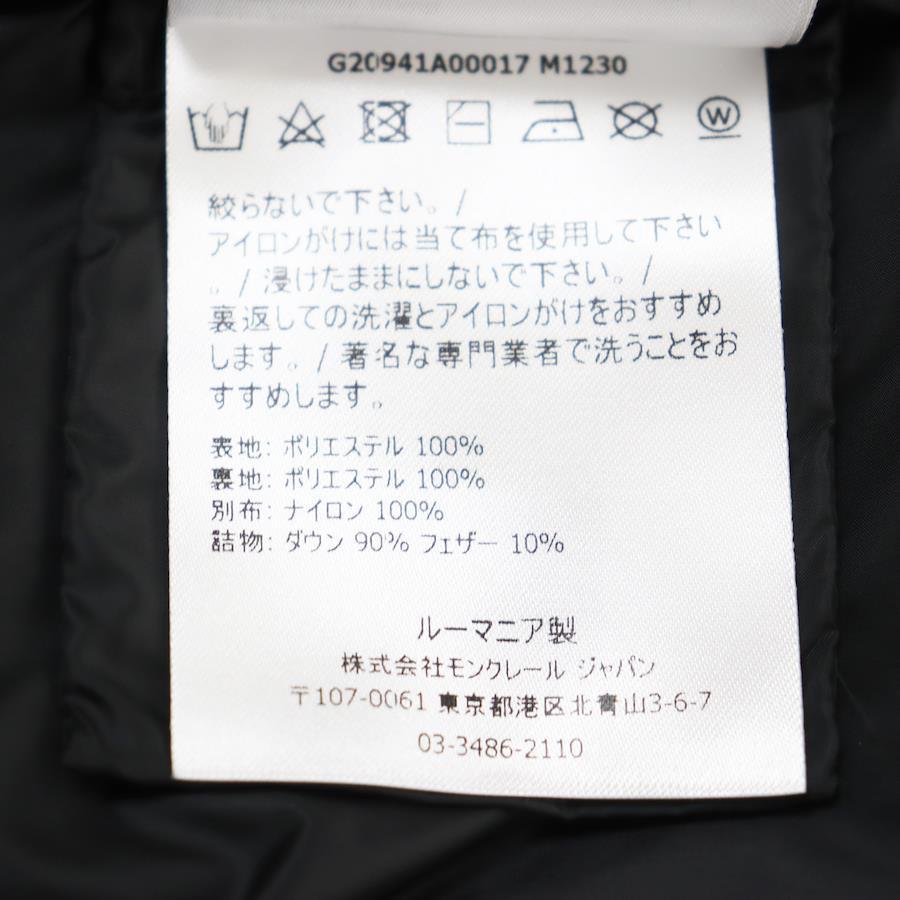 G20941A00017 M1230
W
絞らないで下さい。/
アイロンがけには当て布を使用して下さい
。/ 浸けたままにしないで下さい。/
裏返しての洗濯とアイロンがけをおすすめ
します。/ 著名な専門業者で洗うことをお
すすめします。
表地: ポリエステル 100%
裏地: ポリエステル 100%
別布: ナイロン 100%
詰物: ダウン 90% フェザー 10%
ルーマニア製
株式会社モンクレール ジャパン
〒107-0061 東京都港区北青山3-6-7
03-3486-2110